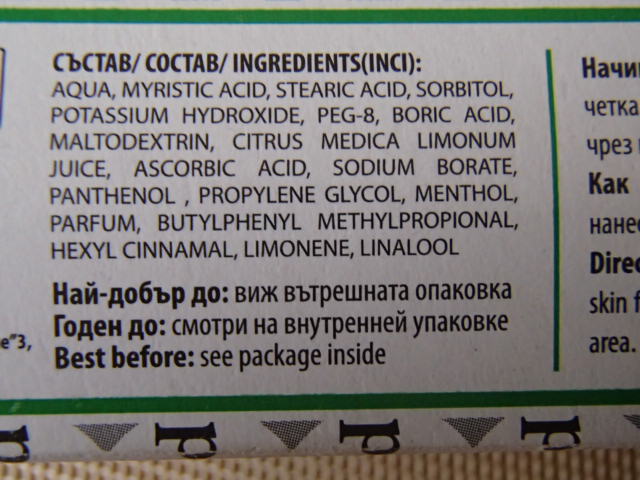 СЪСТАВ/ СОСТАВ/ INGREDIENTS(INCI):
AQUA, MYRISTIC ACID, STEARIC ACID, SORBITOL,
POTASSIUM HYDROXIDE, PEG-8, BORIC ACID,
MALTODEXTRIN, CITRUS MEDICA LIMONUM
JUICE, ASCORBIC ACID, SODIUM BORATE,
PANTHENOL , PROPYLENE GLYCOL, MENTHOL,
PARFUM, BUTYLPHENYL METHYLPROPIONAL,
HEXYL CINNAMAL, LIMONENE, LINALOOL
Най-добър до: виж вътрешната опаковка
Годен до: смотри на внутренней упаковке
Best before: see package inside
e"3,
четка
чрез
Как
skin f
area.